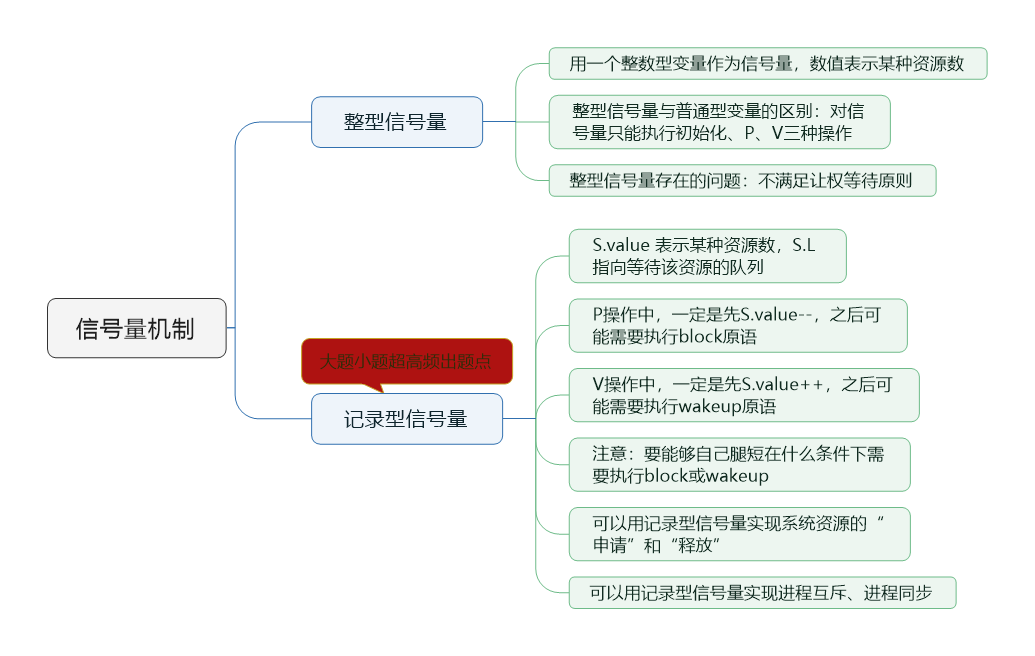 信号量机制
整型信号量
用一个整数型变量作为信号量，数值表示某种资源数
整型信号量与普通型变量的区别：对信
号量只能执行初始化、P、V三种操作
整型信号量存在的问题：不满足让权等待原则
大题小题超高频出题点
记录型信号量
S.value 表示某种资源数，S.L
指向等待该资源的队列
P操作中，一定是先S.value--，之后可
能需要执行block原语
V操作中，一定是先S.value++，之后可
能需要执行wakeup原语
注意：要能够自己腿短在什么条件下需
要执行block或wakeup
可以用记录型信号量实现系统资源的“
申请”和“释放“
可以用记录型信号量实现进程互斥、进程同步